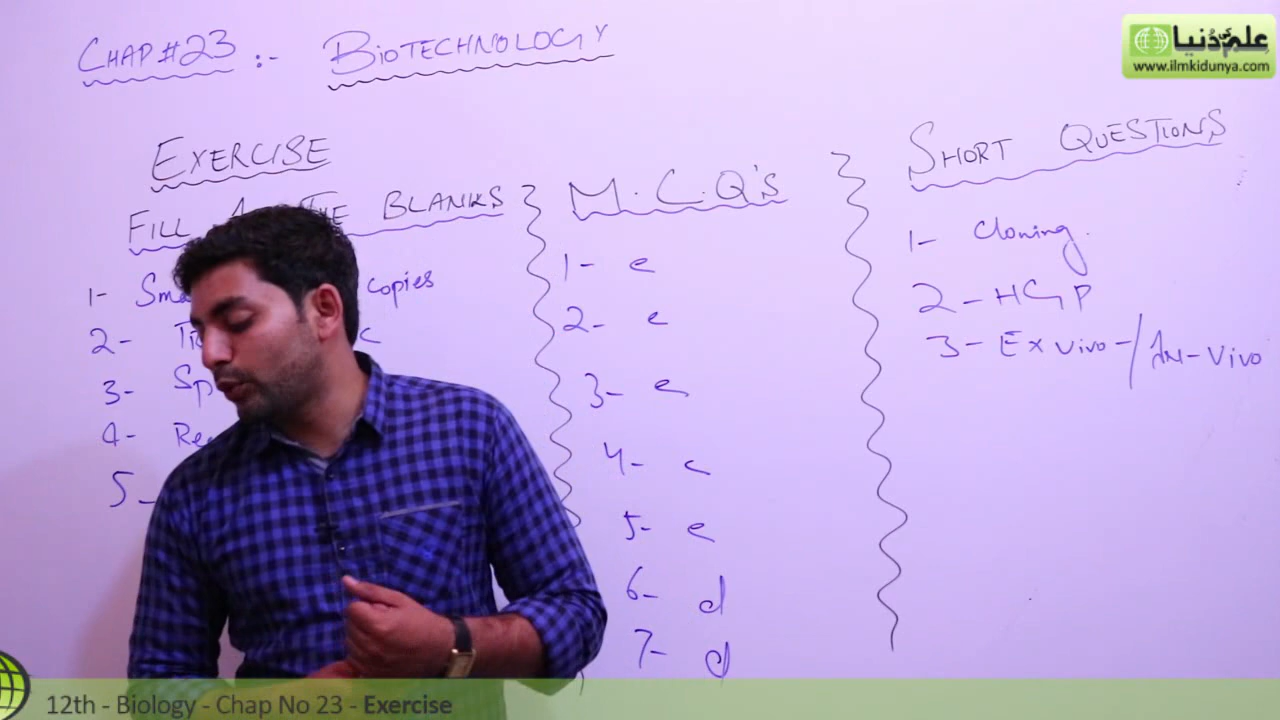 CHAP#23 :- BIOTECHNOLOGY
علم کی دُنیا
www.ilmkidunya.com
EXERCISE
FILL THE BLANKS
1- copies
2-
3- Sp
4- Re
5-
M.C.Q's
1- e
2- e
3- e
4- c
5- e
6- d
7- d
SHORT QUESTIONS
1- Cloning.
2- HGP
3- Ex vivo-/In-Vivo
12th - Biology - Chap No 23 - Exercise